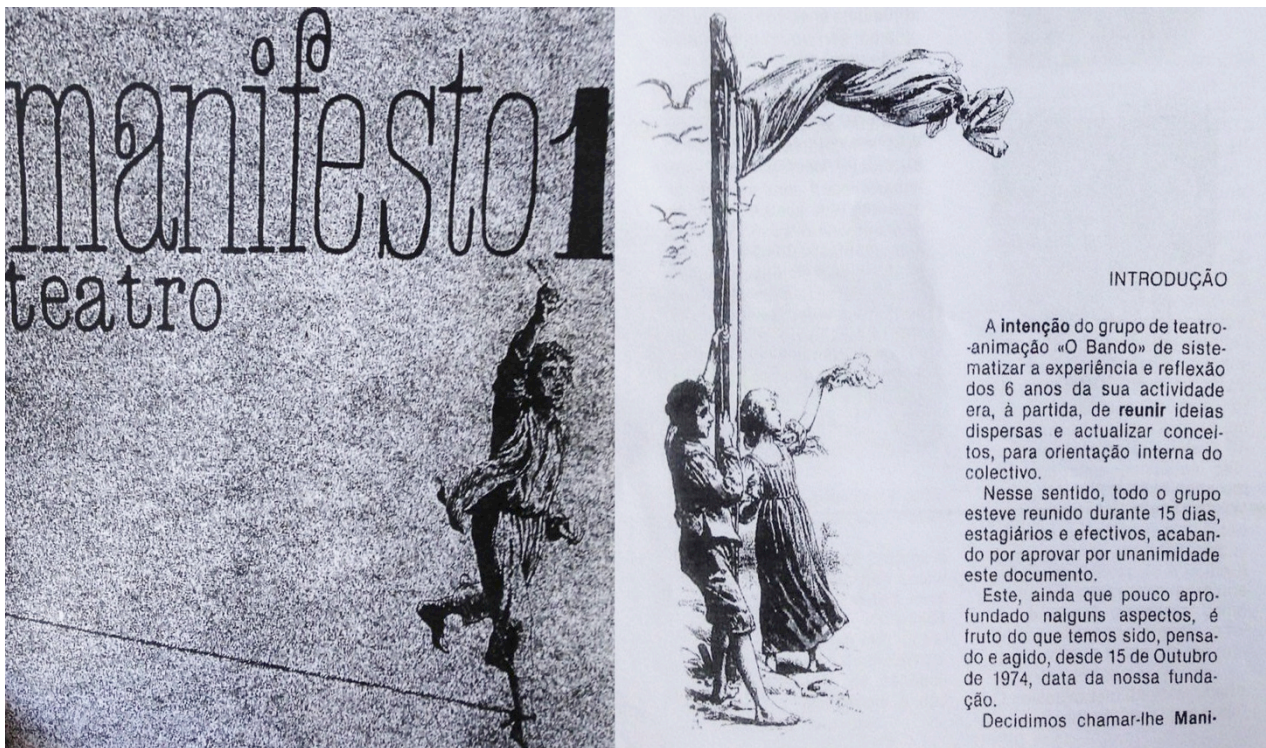 manifesto 1
teatro
INTRODUÇÃO
A intenção do grupo de teatro-
-animação «O Bando» de siste-
matizar a experiência e reflexão
dos 6 anos da sua actividade
era, à partida, de reunir ideias
dispersas e actualizar concei-
tos, para orientação interna do
colectivo.
Nesse sentido, todo o grupo
esteve reunido durante 15 dias,
estagiários e efectivos, acaban-
do por aprovar por unanimidade
este documento.
Este, ainda que pouco apro-
fundado nalguns aspectos, é
fruto do que temos sido, pensa-
do e agido, desde 15 de Outubro
de 1974, data da nossa funda-
ção.
Decidimos chamar-lhe Mani-